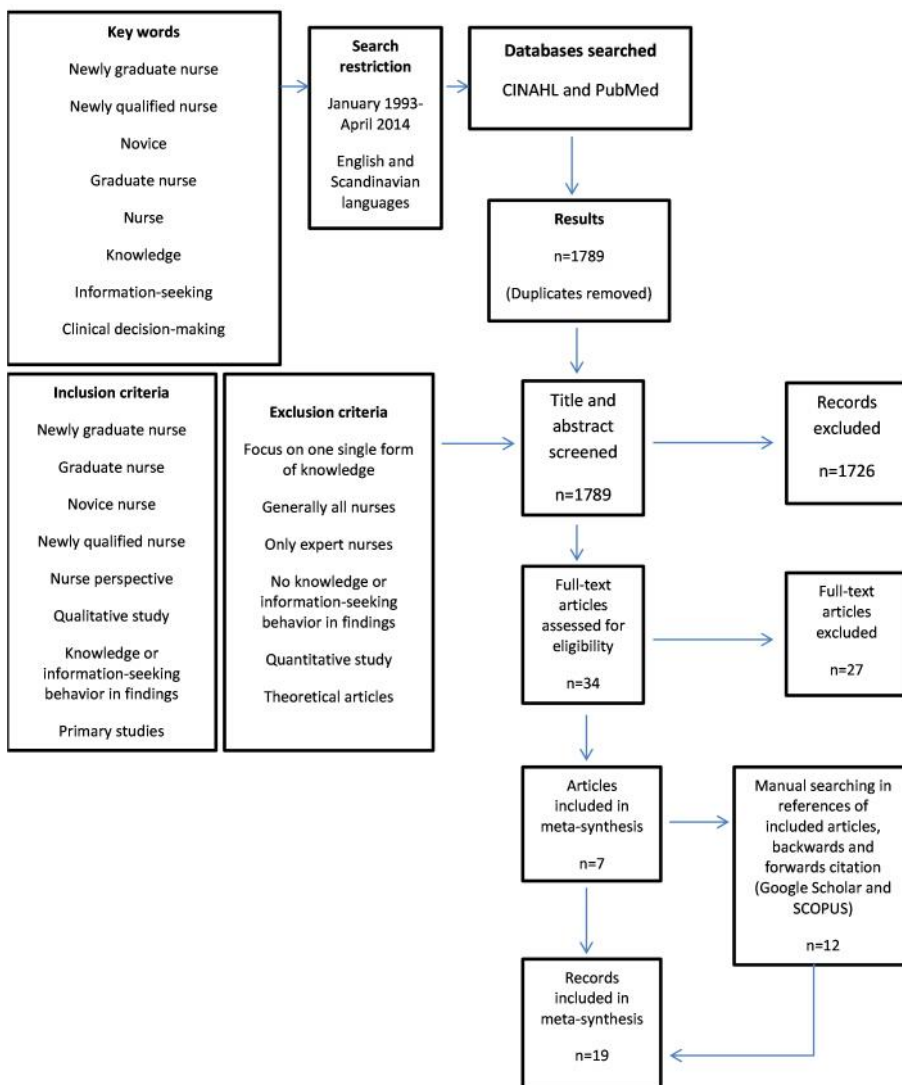 Key words
Newly graduate nurse
Newly qualified nurse
Novice
Graduate nurse
Nurse
Knowledge
Information-seeking
Clinical decision-making
Search
restriction
January 1993-
April 2014
English and
Scandinavian
languages
Databases searched
CINAHL and PubMed
Results
n=1789
(Duplicates removed)
Inclusion criteria
Newly graduate nurse
Graduate nurse
Novice nurse
Newly qualified nurse
Nurse perspective
Qualitative study
Knowledge or
information-seeking
behavior in findings
Primary studies
Exclusion criteria
Focus on one single form
of knowledge
Generally all nurses
Only expert nurses
No knowledge or
information-seeking
behavior in findings
Quantitative study
Theoretical articles
Title and
abstract
screened
n=1789
Records
excluded
n=1726
Full-text
articles
assessed for
eligibility
n=34
Full-text
articles
excluded
n=27
Articles
included in
meta-synthesis
n=7
Manual searching in
references of
included articles,
backwards and
forwards citation
(Google Scholar and
SCOPUS)
n=12
Records
included in
meta-synthesis
n=19